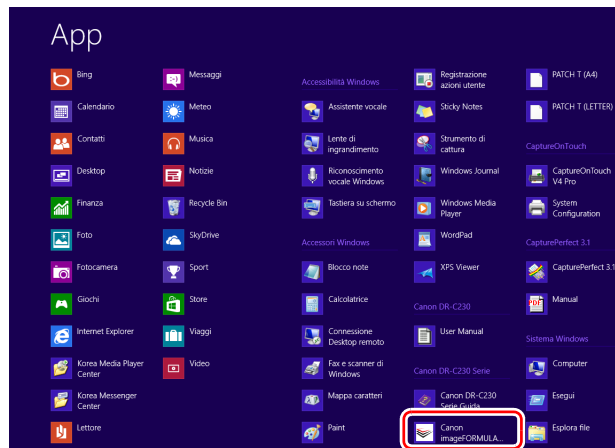 App
Bing
Calendario
Contatti
Desktop
Finanza
Foto
Fotocamera
Giochi
Internet Explorer
Korea Media Player
Center
Korea Messenger
Center
Lettore
Messaggi
Meteo
Musica
Notizie
Recycle Bin
SkyDrive
Sport
Store
Viaggi
Video
Accessibilità Windows
Assistente vocale
Lente di
ingrandimento
Riconoscimento
vocale Windows
Tastiera su schermo
Accessori Windows
Blocco note
Calcolatrice
Connessione
Desktop remoto
Fax e scanner di
Windows
Mappa caratteri
Paint
Registrazione
azioni utente
Sticky Notes
Strumento di
cattura
Windows Journal
Windows Media
Player
WordPad
XPS Viewer
Canon DR-C230
User Manual
Canon DR-C230 Serie
Canon DR-C230
Serie Guida
Canon
imageFORMULA...
PATCH T (A4)
PATCH T (LETTER)
CaptureOnTouch
CaptureOnTouch
V4 Pro
System
Configuration
CapturePerfect 3.1
CapturePerfect 3.1
Manual
Sistema Windows
Computer
Esegui
Esplora file